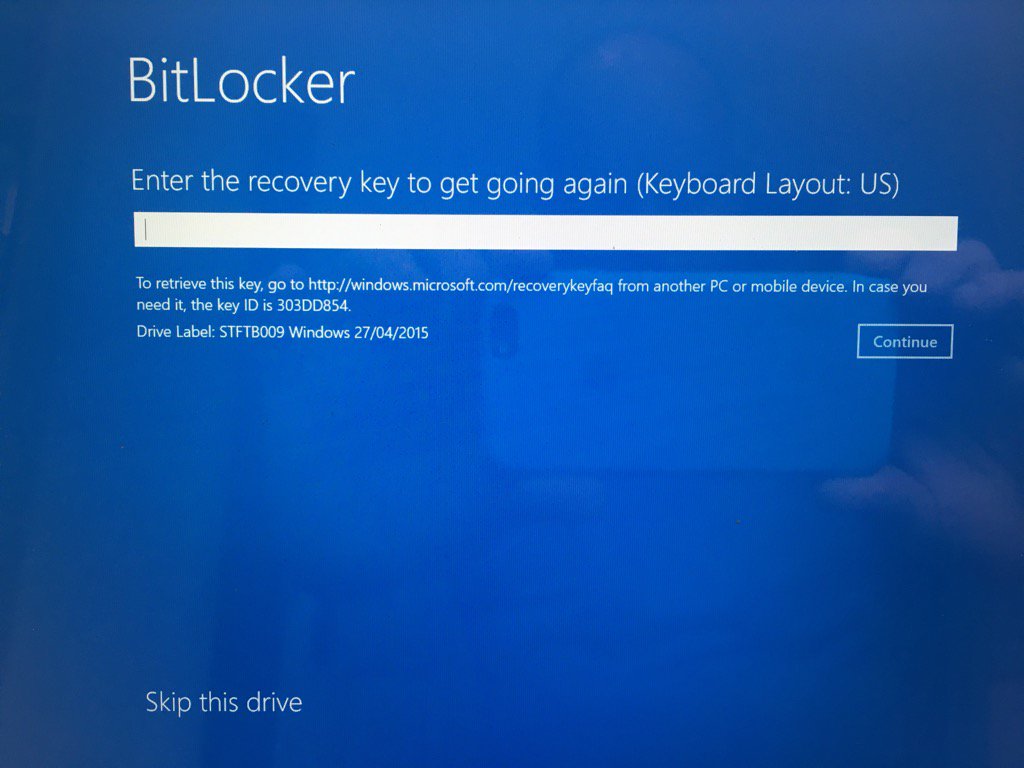 BitLocker
Enter the recovery key to get going again (Keyboard Layout: US)
To retrieve this key, go to http://windows.microsoft.com/recoverykeyfaq from another PC or mobile device. In case you
need it, the key ID is 303DD854.
Drive Label: STFTB009 Windows 27/04/2015
Continue
Skip this drive